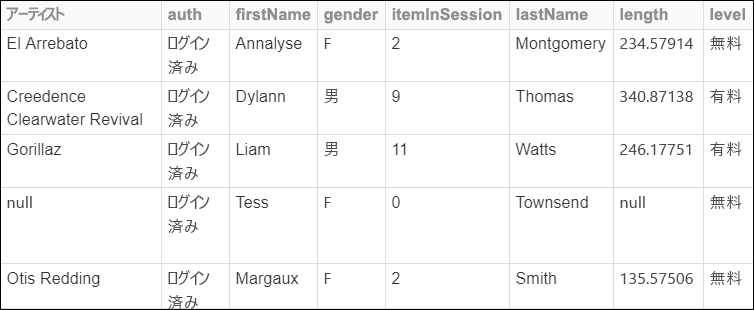 アーティスト auth firstName gender itemInSession lastName length level
El Arrebato ログイン Annalyse F 2 Montgomery 234.57914 無料
済み
Creedence ログイン Dylann 男 9 Thomas 340.87138 有料
Clearwater Revival 済み
Gorillaz ログイン Liam 男 11 Watts 246.17751 有料
済み
null ログイン Tess F 0 Townsend null 無料
済み
Otis Redding ログイン Margaux F 2 Smith 135.57506 無料
済み